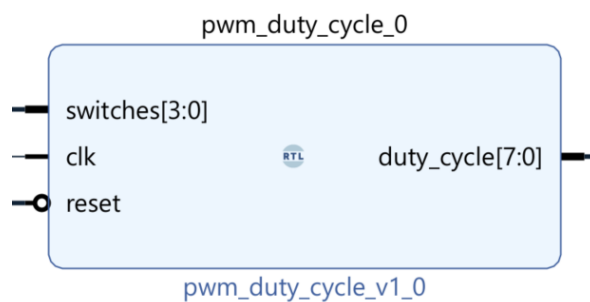 pwm_duty_cycle_0
switches[3:0]
clk
RTL
duty_cycle[7:0]
reset
pwm_duty_cycle_v1_0